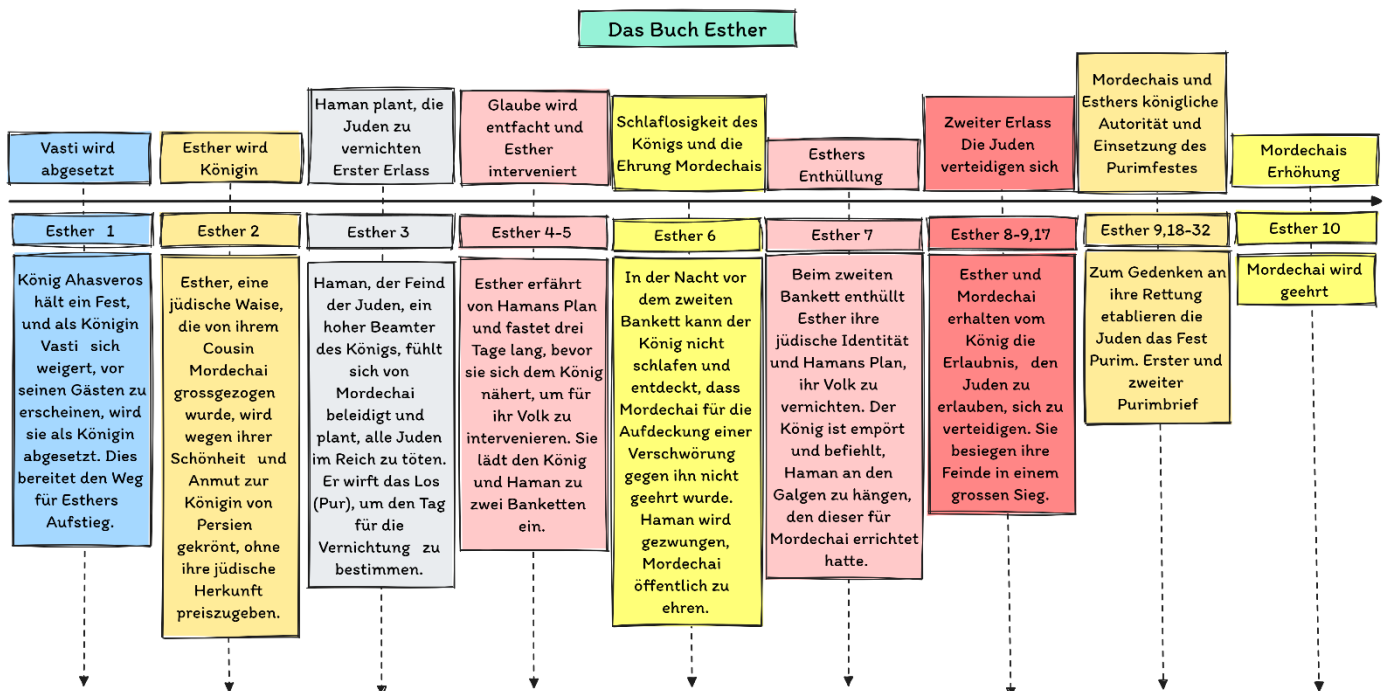 Das Buch Esther
Vasti wird
abgesetzt
Esther wird
Königin
Haman plant, die
Juden zu
vernichten
Erster Erlass
Glaube wird
entfacht und
Esther
interveniert
Schlaflosigkeit des
Königs und die
Ehrung Mordechais
Esthers
Enthüllung
Zweiter Erlass
Die Juden
verteidigen sich
Mordechais und
Esthers königliche
Autorität und
Einsetzung des
Purimfestes
Mordechais
Erhöhung
Esther 1
Esther 2
Esther 3
Esther 4-5
Esther 6
Esther 7
Esther 8-9,17
Esther 9,18-32
Esther 10
König Ahasveros
hält ein Fest,
und als Königin
Vasti sich
weigert, vor
seinen Gästen zu
erscheinen, wird
sie als Königin
abgesetzt. Dies
bereitet den Weg
für Esthers
Aufstieg.
Esther, eine
jüdische Waise,
die von ihrem
Cousin
Mordechai
grossgezogen
wurde, wird
wegen ihrer
Schönheit und
Anmut zur
Königin von
Persien
gekrönt, ohne
ihre jüdische
Herkunft
preiszugeben.
Haman, der Feind
der Juden, ein
hoher Beamter
des Königs, fühlt
sich von
Mordechai
beleidigt und
plant, alle Juden
im Reich zu töten.
Er wirft das Los
(Pur), um den Tag
für die
Vernichtung zu
bestimmen.
Esther erfährt
von Hamans Plan
und fastet drei
Tage lang, bevor
sie sich dem König
nähert, um für
ihr Volk zu
intervenieren. Sie
lädt den König
und Haman zu
zwei Banketten
ein.
In der Nacht vor
dem zweiten
Bankett kann der
König nicht
schlafen und
entdeckt, dass
Mordechai für die
Aufdeckung einer
Verschwörung
gegen ihn nicht
geehrt wurde.
Haman wird
gezwungen,
Mordechai
öffentlich zu
ehren.
Beim zweiten
Bankett enthüllt
Esther ihre
jüdische Identität
und Hamans Plan,
ihr Volk zu
vernichten. Der
König ist empört
und befiehlt,
Haman an den
Galgen zu hängen,
den dieser für
Mordechai errichtet
hatte.
Esther und
Mordechai
erhalten vom
König die
Erlaubnis, den
Juden zu
erlauben, sich zu
verteidigen. Sie
besiegen ihre
Feinde in einem
grossen Sieg.
Zum Gedenken an
ihre Rettung
etablieren die
Juden das Fest
Purim. Erster und
zweiter
Purimbrief
Mordechai wird
geehrt